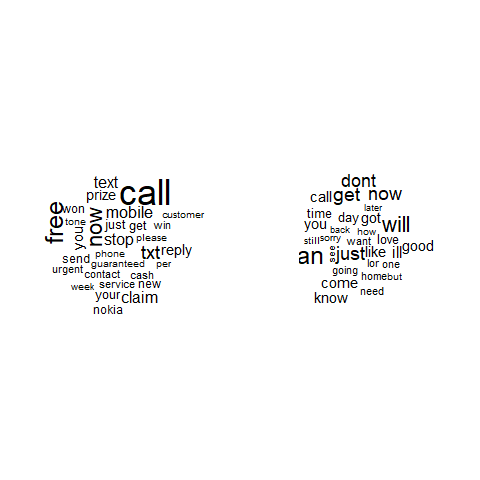 text
prize
call
free
won
tone
you
now
mobile
customer
just
get
win
stop
please
phone
txt
reply
send
guaranteed
per
urgent
contact
cash
week
service
new
your
claim
nokia
dont
call
get
now
later
time
you
day
got
will
back
how
still
sorry
want
love
good
an
see
just
like
ill
lor
one
going
home
but
come
need
know